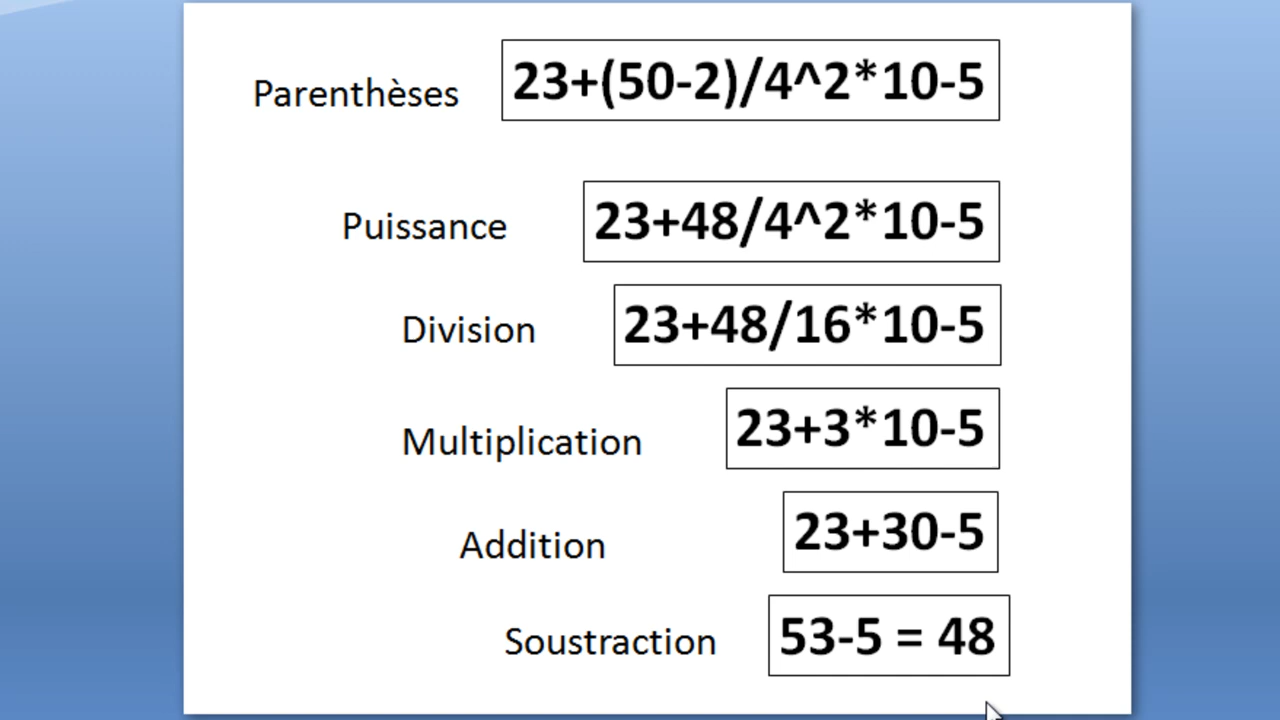 Parenthèses 23+(50-2)/4^2*10-5
Puissance 23+48/4^2*10-5
Division 23+48/16*10-5
Multiplication 23+3*10-5
Addition 23+30-5
Soustraction 53-5 = 48